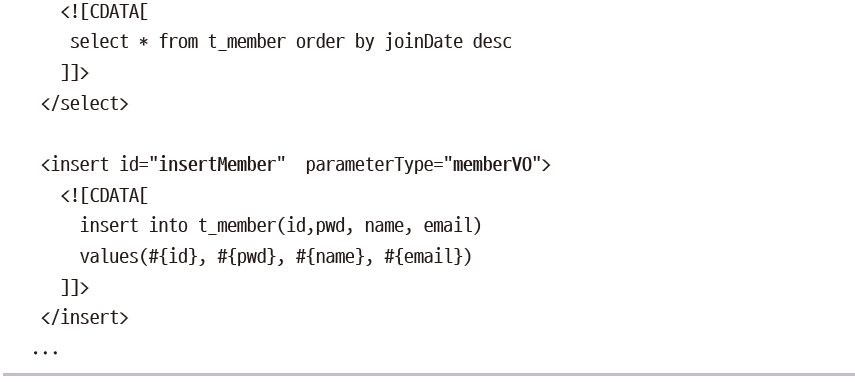 <![CDATA[
select * from t_member order by joinDate desc
]]>
</select>
<insert id="insertMember" parameterType="memberVO">
<![CDATA[
insert into t_member(id,pwd, name, email)
values(#{id}, #{pwd}, #{name}, #{email})
]]>
</insert>
...